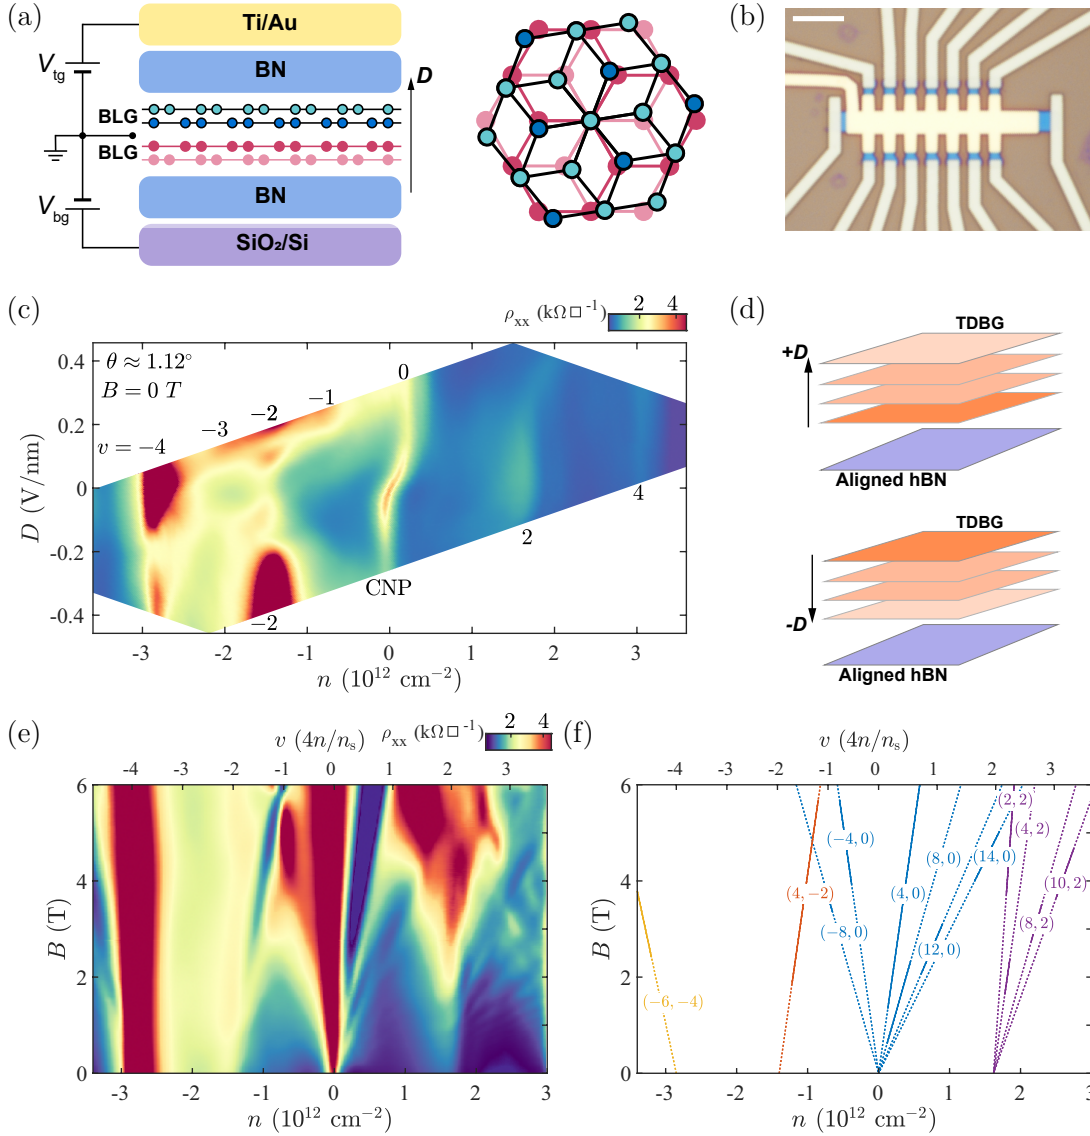 (a)
Ti/Au
BN
V_tg
BLG
BLG
D
BN
V_bg
SiO₂/Si
(b)
(c)
ρ_xx (kΩ□⁻¹) 2 4
θ ≈ 1.12°
B = 0 T
0
−1
−2
−3
v = −4
0.4
0.2
0
-0.2
-0.4
D (V/nm)
4
2
CNP
−2
-3 -2 -1 0 1 2 3
n (10¹² cm⁻²)
(d)
TDBG
+D
Aligned hBN
TDBG
-D
Aligned hBN
(e)
v (4n/n_s)
ρ_xx (kΩ□⁻¹) 2 4
-4 -3 -2 -1 0 1 2 3
6
4
2
0
B (T)
-3 -2 -1 0 1 2 3
n (10¹² cm⁻²)
(f)
v (4n/n_s)
-4 -3 -2 -1 0 1 2 3
6
4
2
0
B (T)
(2, 2)
(−4, 0)
(4, 2)
(8, 0)
(14, 0)
(4, −2)
(4, 0)
(10, 2)
(−8, 0)
(8, 2)
(12, 0)
(−6, −4)
-3 -2 -1 0 1 2 3
n (10¹² cm⁻²)